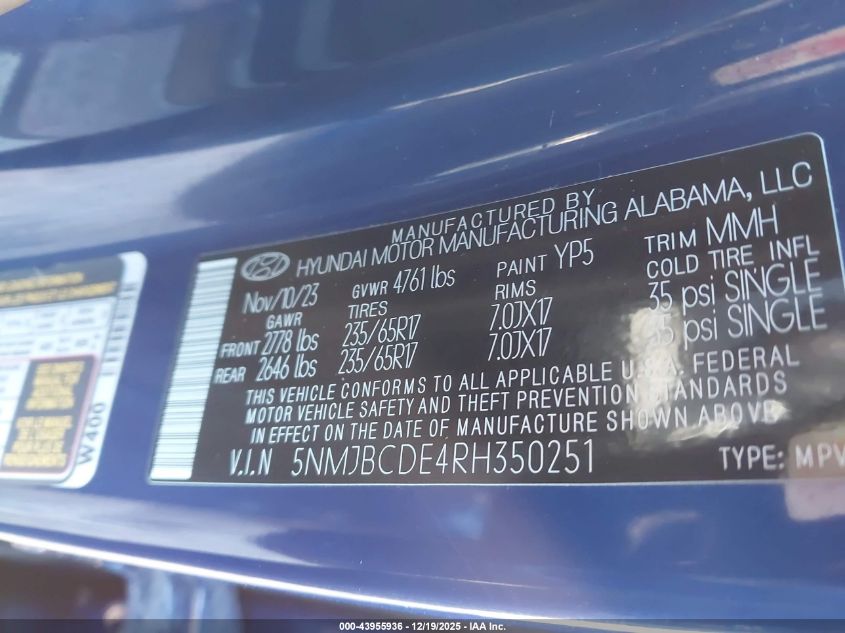 MANUFACTURED BY
HYUNDAI MOTOR MANUFACTURING ALABAMA, LLC
Nov/10/23 GVWR 4761 lbs PAINT YP5 TRIM MMH
GAWR TIRES RIMS COLD TIRE INFL
FRONT 2778 lbs 235/65R17 7.0JX17 35 psi SINGLE
REAR 2646 lbs 235/65R17 7.0JX17 35 psi SINGLE
THIS VEHICLE CONFORMS TO ALL APPLICABLE U.S.A. FEDERAL
MOTOR VEHICLE SAFETY AND THEFT PREVENTION STANDARDS
IN EFFECT ON THE DATE OF MANUFACTURE SHOWN ABOVE
V.I.N 5NMJBCDE4RH350251 TYPE: MPV
W400
000-43955936 - 12/19/2025 - IAA Inc.